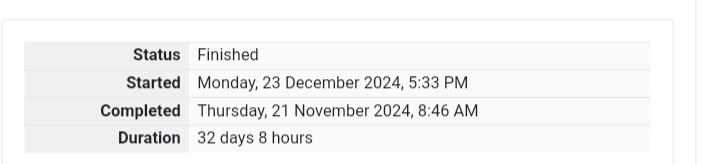 Status Finished
Started Monday, 23 December 2024, 5:33 PM
Completed Thursday, 21 November 2024, 8:46 AM
Duration 32 days 8 hours